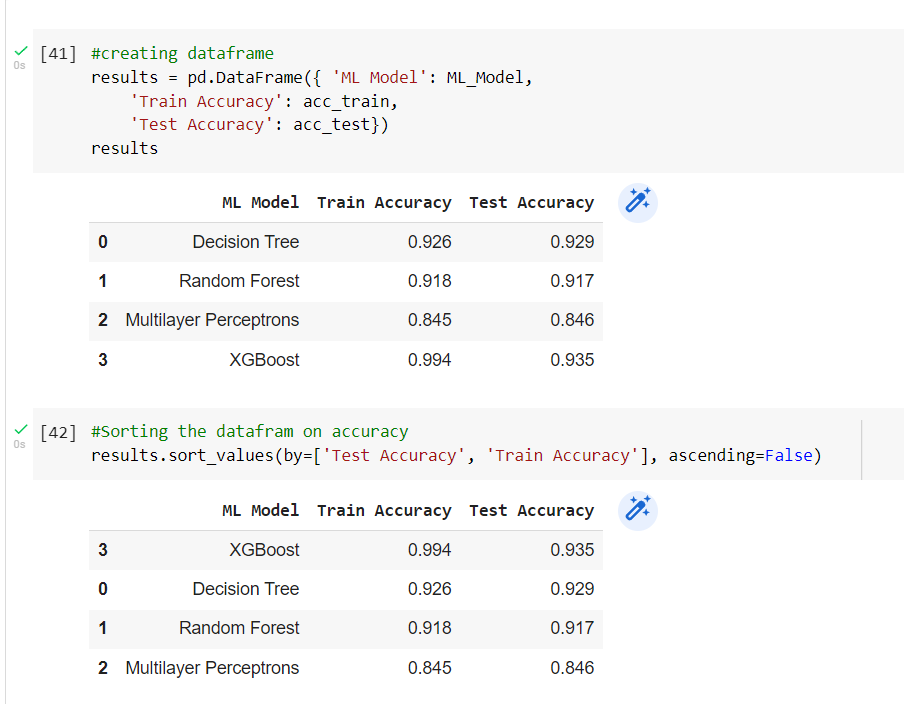 [41] #creating dataframe
0s
results = pd.DataFrame({ 'ML Model': ML_Model,
'Train Accuracy': acc_train,
'Test Accuracy': acc_test})
results
ML Model Train Accuracy Test Accuracy
0 Decision Tree 0.926 0.929
1 Random Forest 0.918 0.917
2 Multilayer Perceptrons 0.845 0.846
3 XGBoost 0.994 0.935
[42] #Sorting the datafram on accuracy
0s
results.sort_values(by=['Test Accuracy', 'Train Accuracy'], ascending=False)
ML Model Train Accuracy Test Accuracy
3 XGBoost 0.994 0.935
0 Decision Tree 0.926 0.929
1 Random Forest 0.918 0.917
2 Multilayer Perceptrons 0.845 0.846